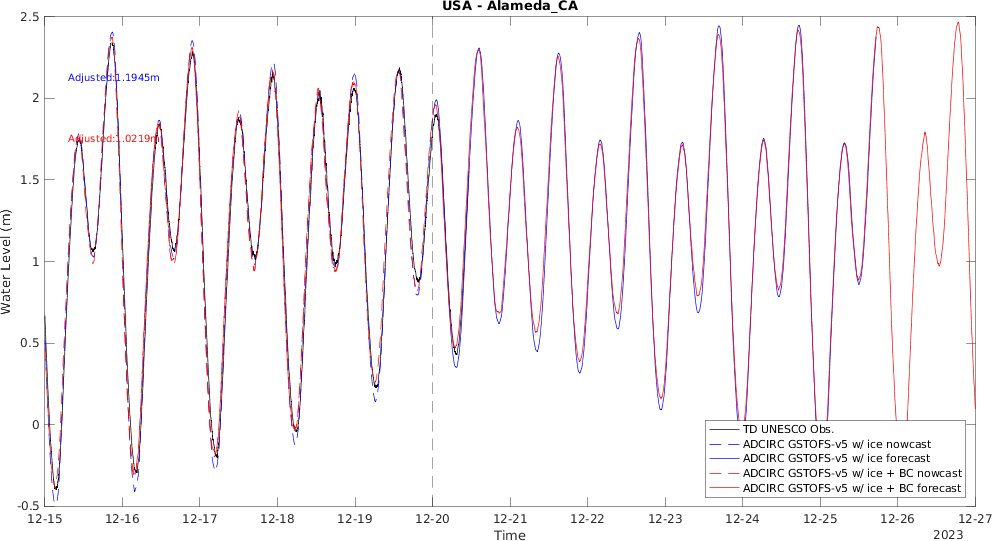 USA - Alameda_CA
2.5
2
1.5
1
0.5
0
-0.5
Water Level (m)
Adjusted:1.1945m
Adjusted:1.0219m
TD UNESCO Obs.
ADCIRC GSTOFS-v5 w/ ice nowcast
ADCIRC GSTOFS-v5 w/ ice forecast
ADCIRC GSTOFS-v5 w/ ice + BC nowcast
ADCIRC GSTOFS-v5 w/ ice + BC forecast
12-15 12-16 12-17 12-18 12-19 12-20 12-21 12-22 12-23 12-24 12-25 12-26 12-27
Time
2023